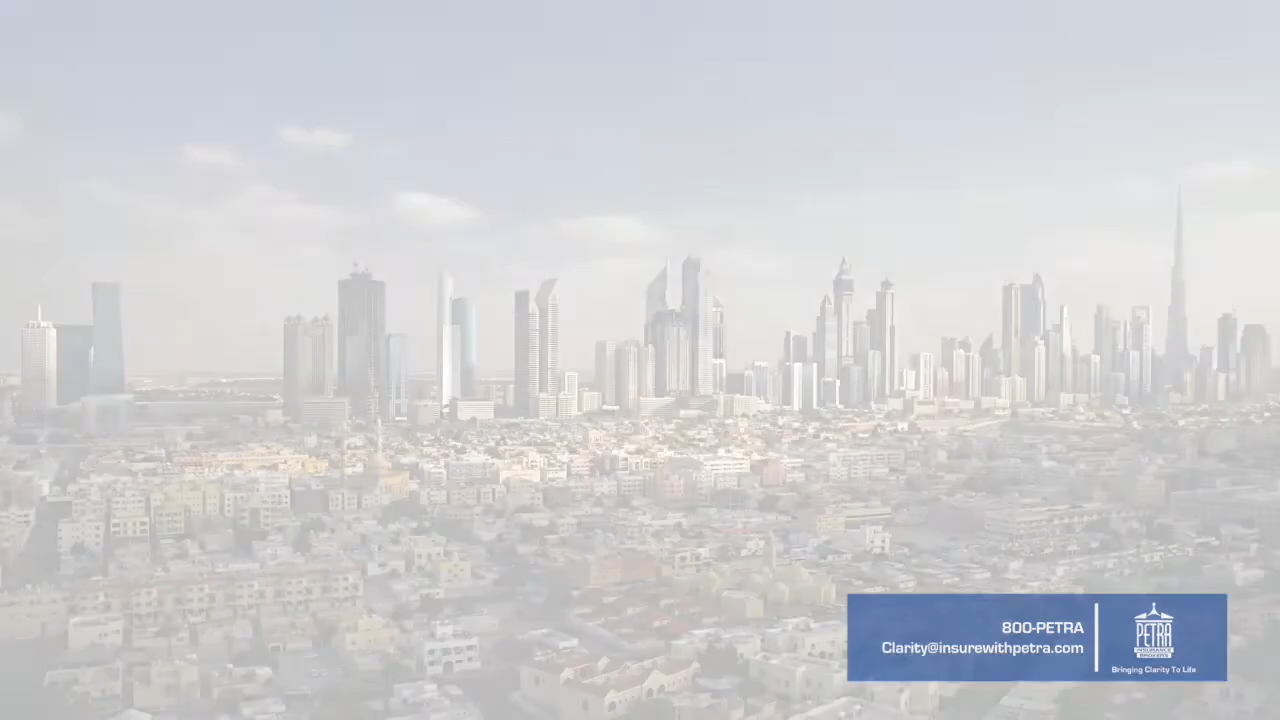 800-PETRA
Clarity@insurewithpetra.com
PETRA
INSURANCE
BROKERS
Bringing Clarity To Life